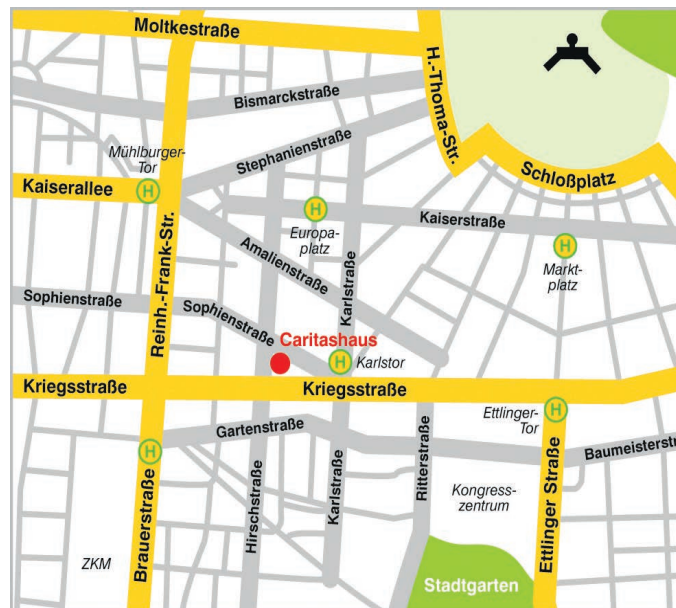 Moltkestraße
H.-Thoma-Str.
Bismarckstraße
Stephanienstraße
Mühlburger-
Tor
Schloßplatz
Kaiserallee
H
H
Kaiserstraße
Europa-
platz
H
Markt-
platz
Reinh.-Frank-Str.
Amalienstraße
Karlstraße
Sophienstraße
Sophienstraße
Caritashaus
H
Karlstor
Kriegsstraße
Kriegsstraße
H
Ettlinger-
Tor
Gartenstraße
H
Baumeisterstr
Hirschstraße
Karlstraße
Ritterstraße
Kongress-
zentrum
Ettlinger Straße
Brauerstraße
ZKM
Stadtgarten